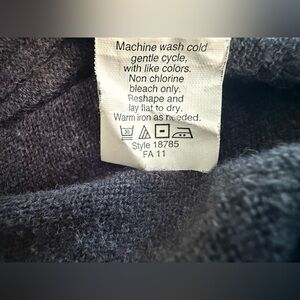 Machine wash cold
gentle cycle,
with like colors.
Non chlorine
bleach only.
Reshape and
lay flat to dry.
Warm iron as needed.
Style 18785
FA 11